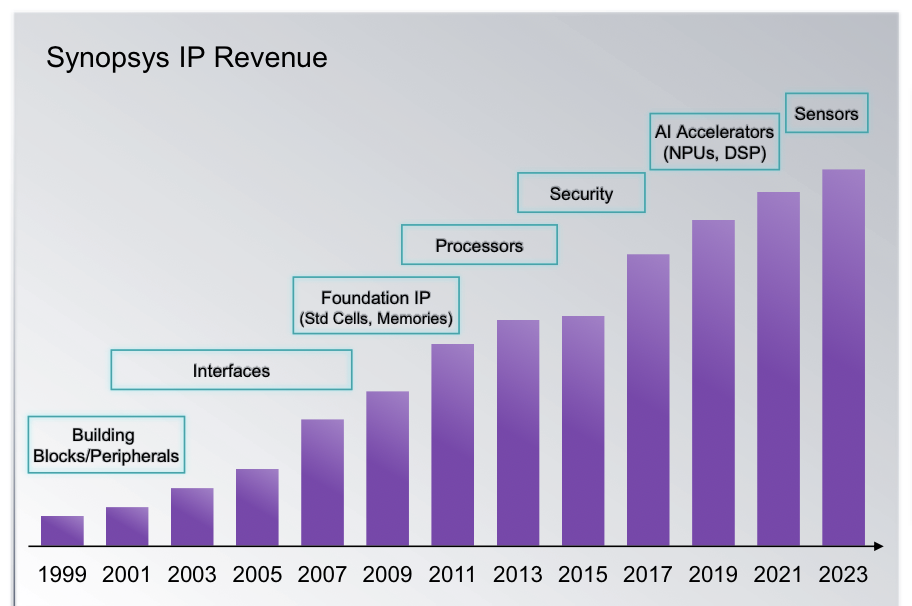 Synopsys IP Revenue
Sensors
AI Accelerators
(NPUs, DSP)
Security
Processors
Foundation IP
(Std Cells, Memories)
Interfaces
Building
Blocks/Peripherals
1999 2001 2003 2005 2007 2009 2011 2013 2015 2017 2019 2021 2023